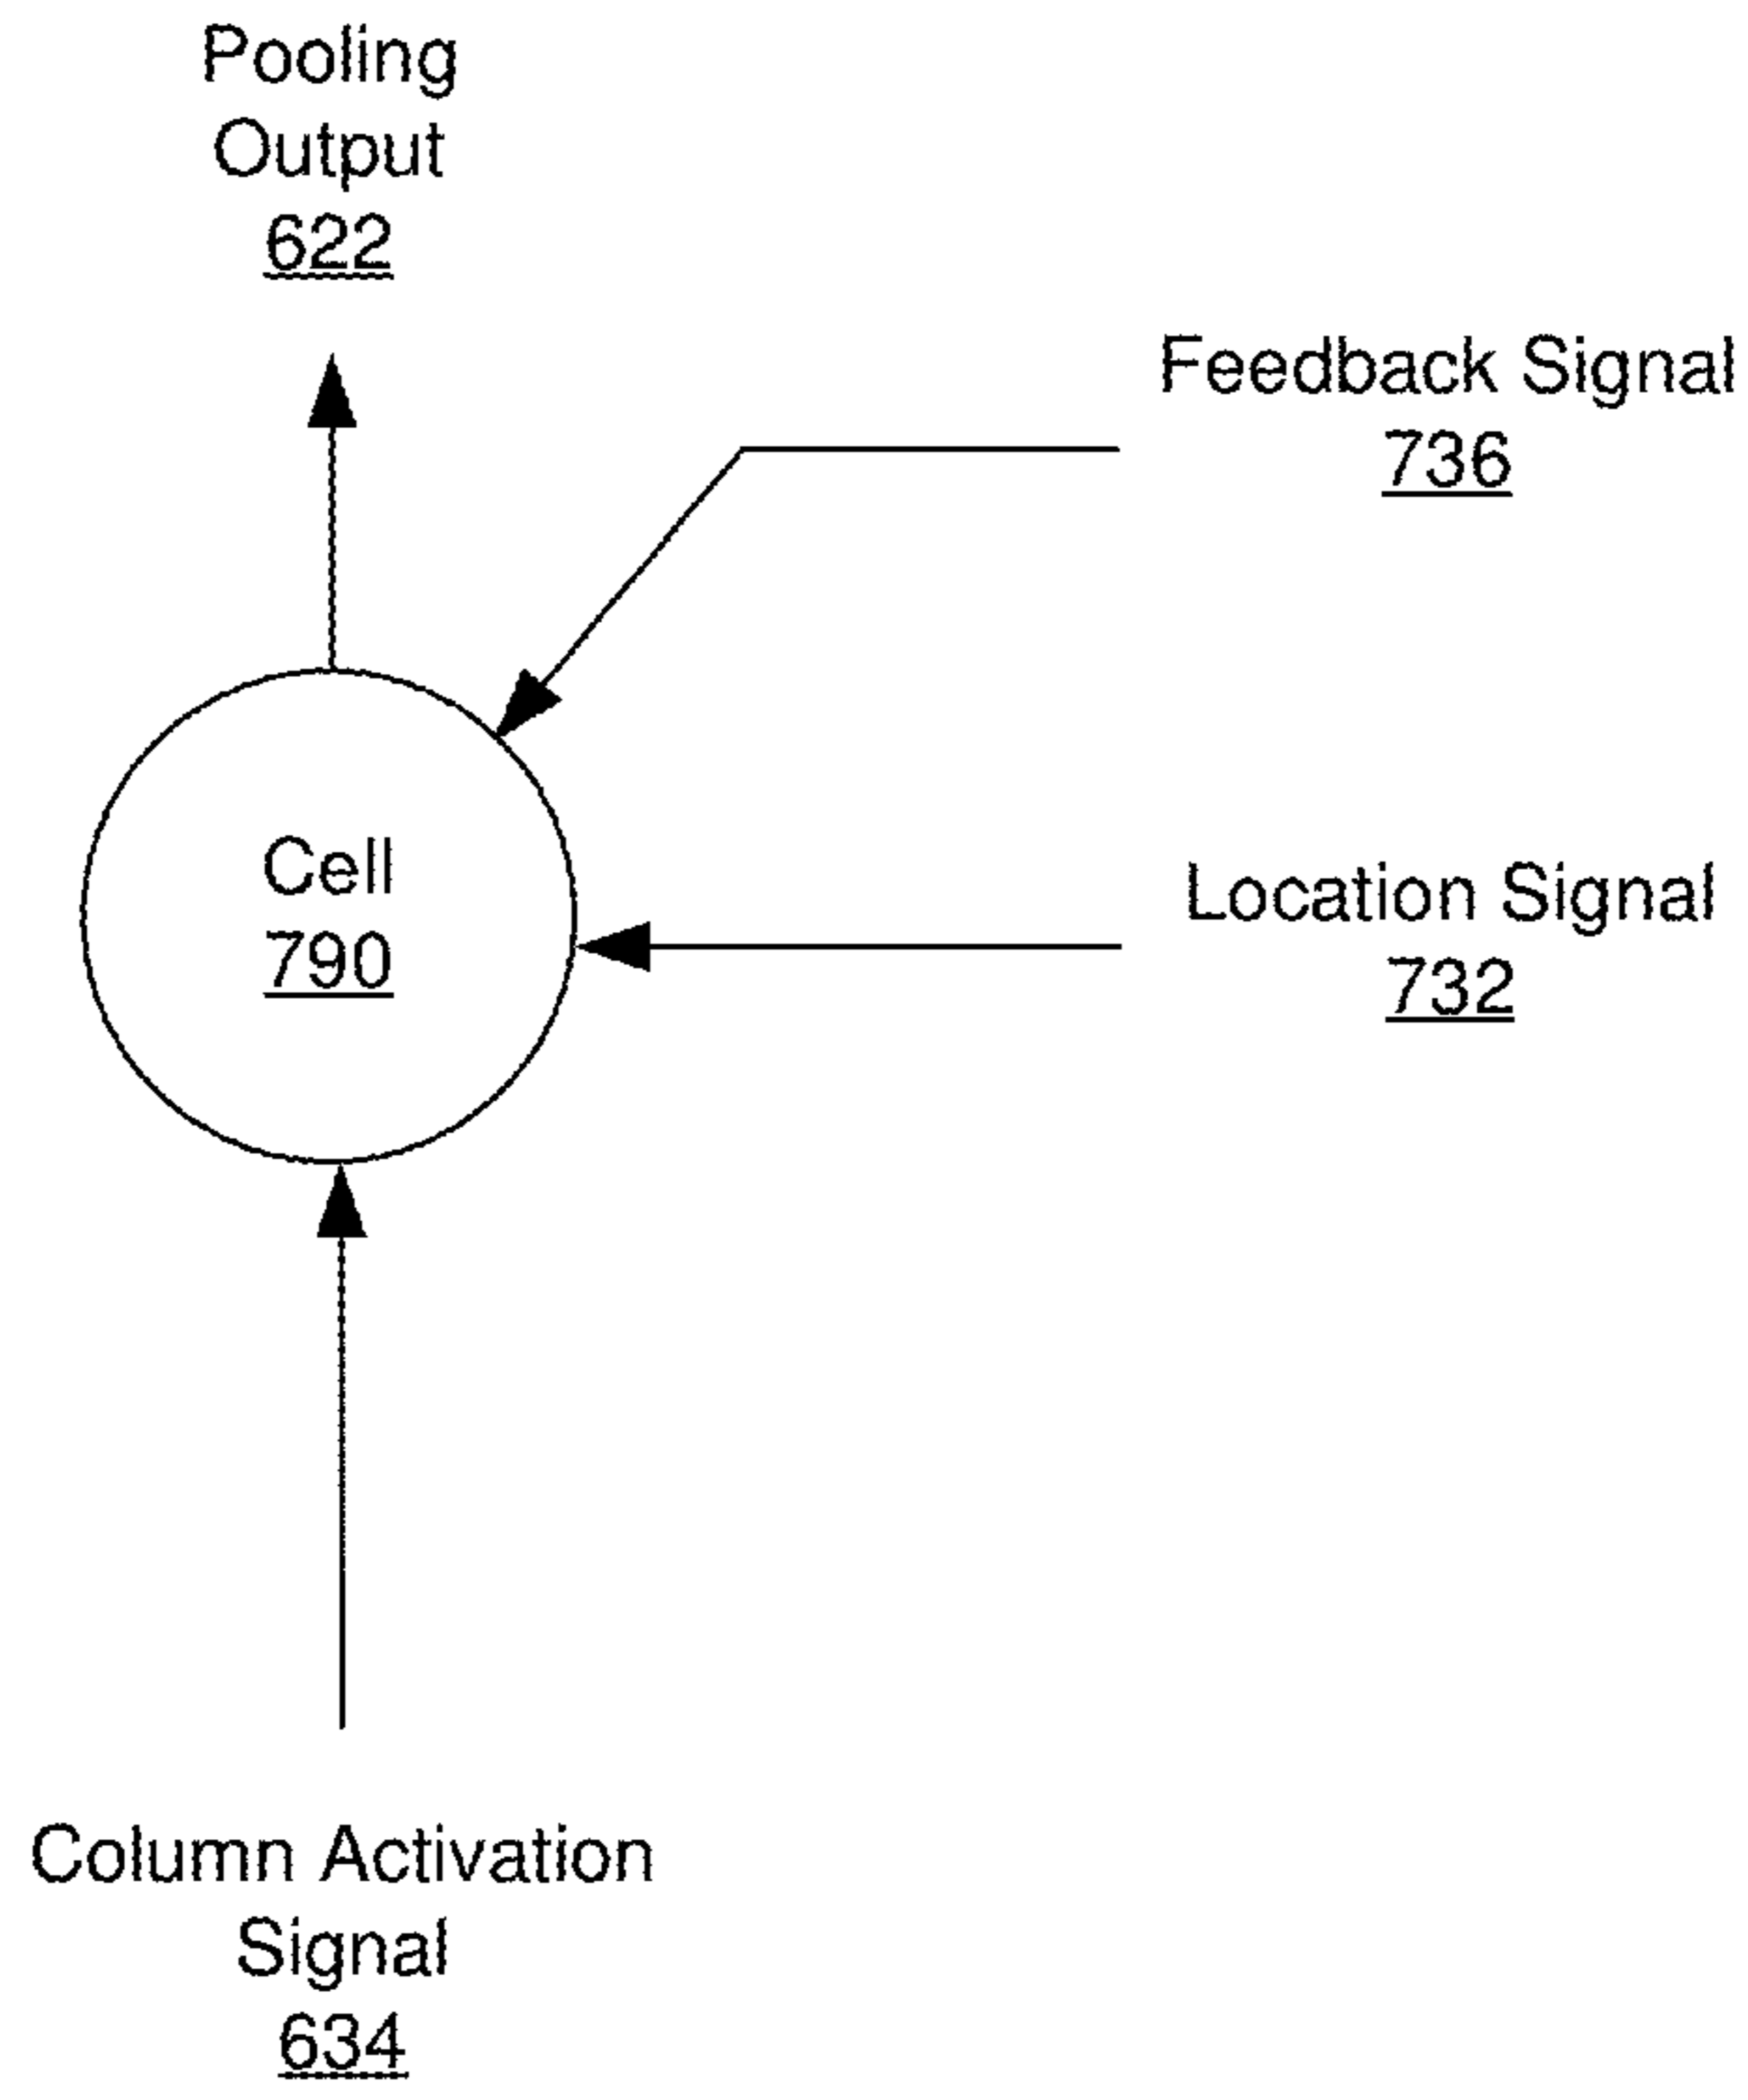 Pooling
Output
622
Feedback Signal
736
Cell
790
Location Signal
732
Column Activation
Signal
634